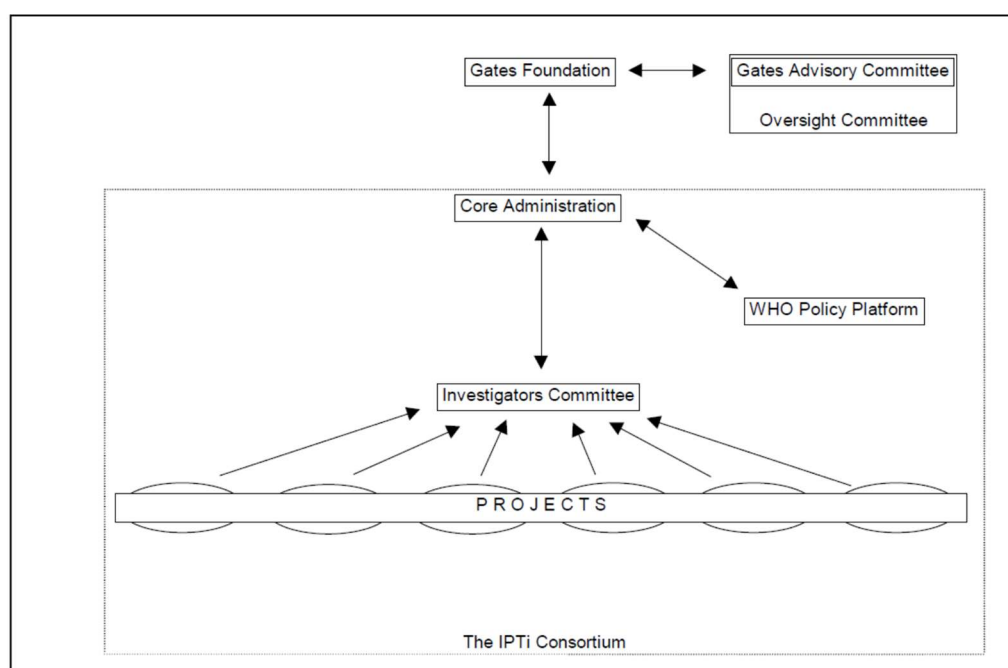 Gates Foundation
Gates Advisory Committee
Oversight Committee
Core Administration
WHO Policy Platform
Investigators Committee
P R O J E C T S
The IPTi Consortium